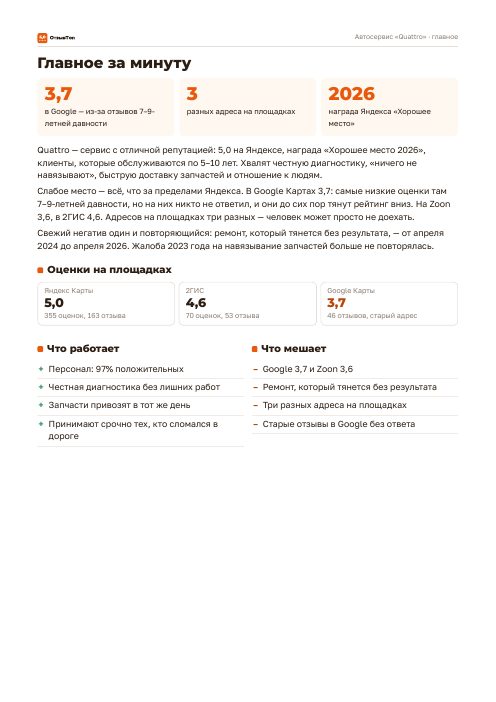 ОтзывТоп
Автосервис «Quattro» · главное
Главное за минуту
3,7
в Google — из-за отзывов 7–9-
летней давности
3
разных адреса на площадках
2026
награда Яндекса «Хорошее
место»
Quattro — сервис с отличной репутацией: 5,0 на Яндексе, награда «Хорошее место 2026»,
клиенты, которые обслуживаются по 5–10 лет. Хвалят честную диагностику, «ничего не
навязывают», быструю доставку запчастей и отношение к людям.
Слабое место — всё, что за пределами Яндекса. В Google Картах 3,7: самые низкие оценки там
7–9-летней давности, но на них никто не ответил, и они до сих пор тянут рейтинг вниз. На Zoon
3,6, в 2ГИС 4,6. Адресов на площадках три разных — человек может просто не доехать.
Свежий негатив один и повторяющийся: ремонт, который тянется без результата, — от апреля
2024 до апреля 2026. Жалоба 2023 года на навязывание запчастей больше не повторялась.
Оценки на площадках
Яндекс Карты
5,0
355 оценок, 163 отзыва
2ГИС
4,6
70 оценок, 53 отзыва
Google Карты
3,7
46 отзывов, старый адрес
Что работает
+ Персонал: 97% положительных
+ Честная диагностика без лишних работ
+ Запчасти привозят в тот же день
+ Принимают срочно тех, кто сломался в
дороге
Что мешает
– Google 3,7 и Zoon 3,6
– Ремонт, который тянется без результата
– Три разных адреса на площадках
– Старые отзывы в Google без ответа